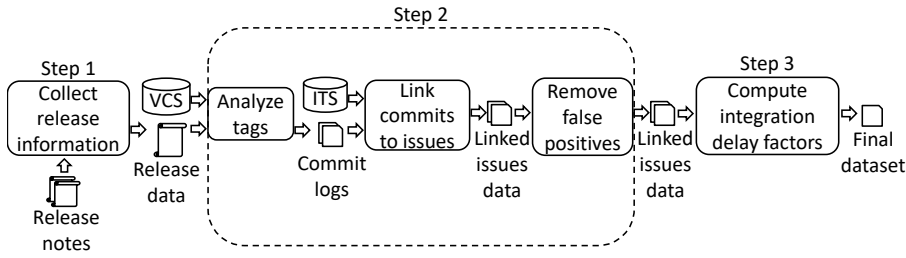 Step 2
Step 1
Collect
release
information
VCS
Release
data
Release
notes
Analyze
tags
ITS
Commit
logs
Link
commits
to issues
Linked
issues
data
Remove
false
positives
Linked
issues
data
Step 3
Compute
integration
delay factors
Final
dataset